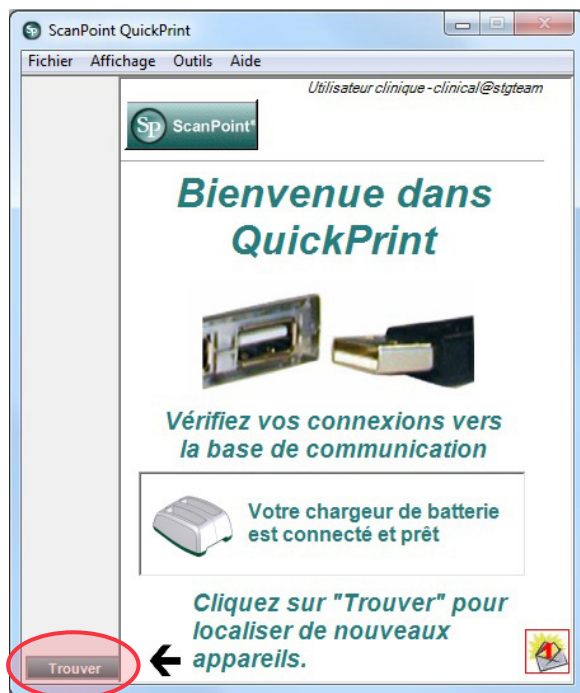 ScanPoint QuickPrint
Fichier Affichage Outils Aide
Utilisateur clinique - clinical@stgteam
Sp ScanPoint®
Bienvenue dans
QuickPrint
Vérifiez vos connexions vers
la base de communication
Votre chargeur de batterie
est connecté et prêt
Cliquez sur "Trouver" pour
localiser de nouveaux
appareils.
Trouver